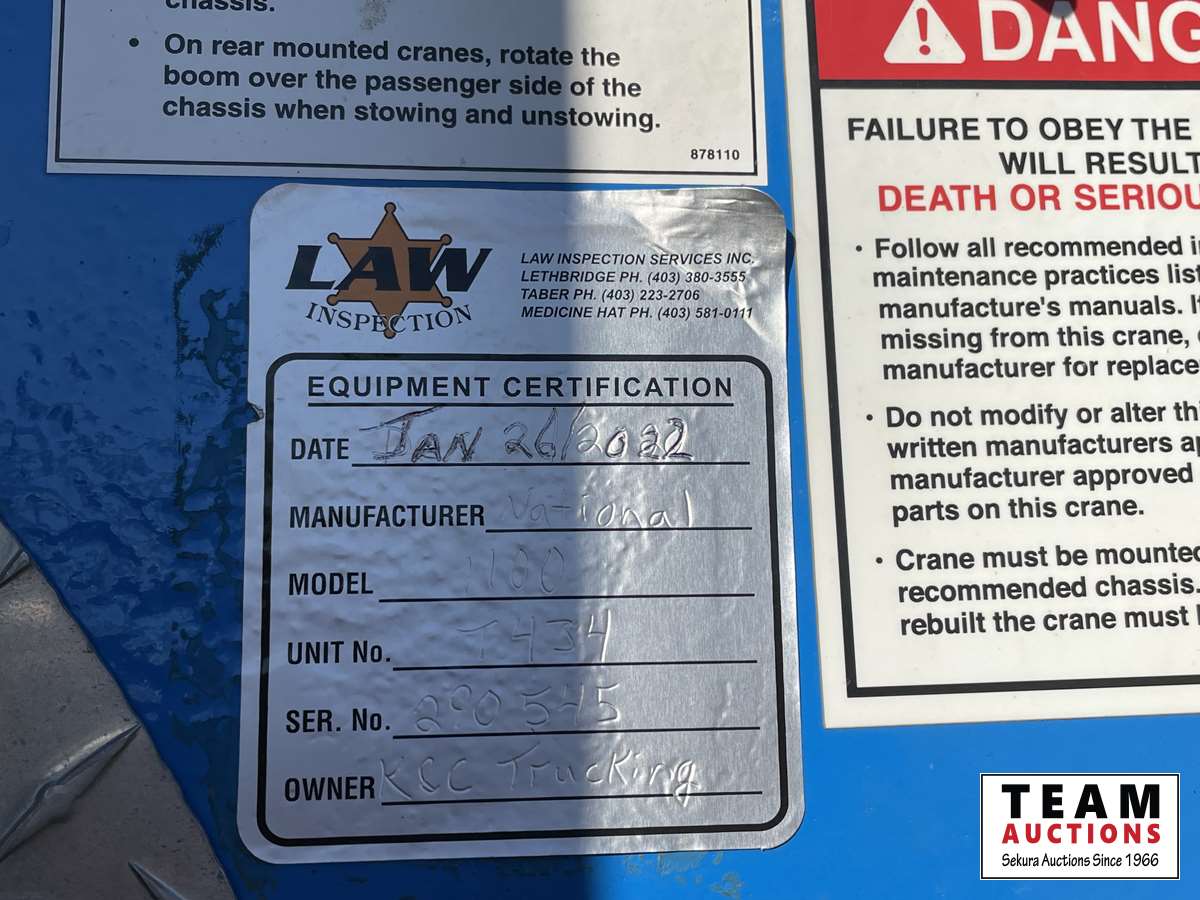 chassis.
• On rear mounted cranes, rotate the
boom over the passenger side of the
chassis when stowing and unstowing.
878110
DANG
FAILURE TO OBEY THE
WILL RESULT
DEATH OR SERIOU
• Follow all recommended
maintenance practices list
manufacture's manuals. I
missing from this crane,
manufacturer for replace
• Do not modify or alter thi
written manufacturers ap
manufacturer approved
parts on this crane.
• Crane must be mounted
recommended chassis.
rebuilt the crane must
LAW
INSPECTION
LAW INSPECTION SERVICES INC.
LETHBRIDGE PH. (403) 380-3555
TABER PH. (403) 223-2706
MEDICINE HAT PH. (403) 581-0111
EQUIPMENT CERTIFICATION
DATE JAN 26/2022
MANUFACTURER National
MODEL 1100
UNIT No. T434
SER. No. 290545
OWNER KCC Trucking
TEAM
AUCTIONS
Sekura Auctions Since 1966